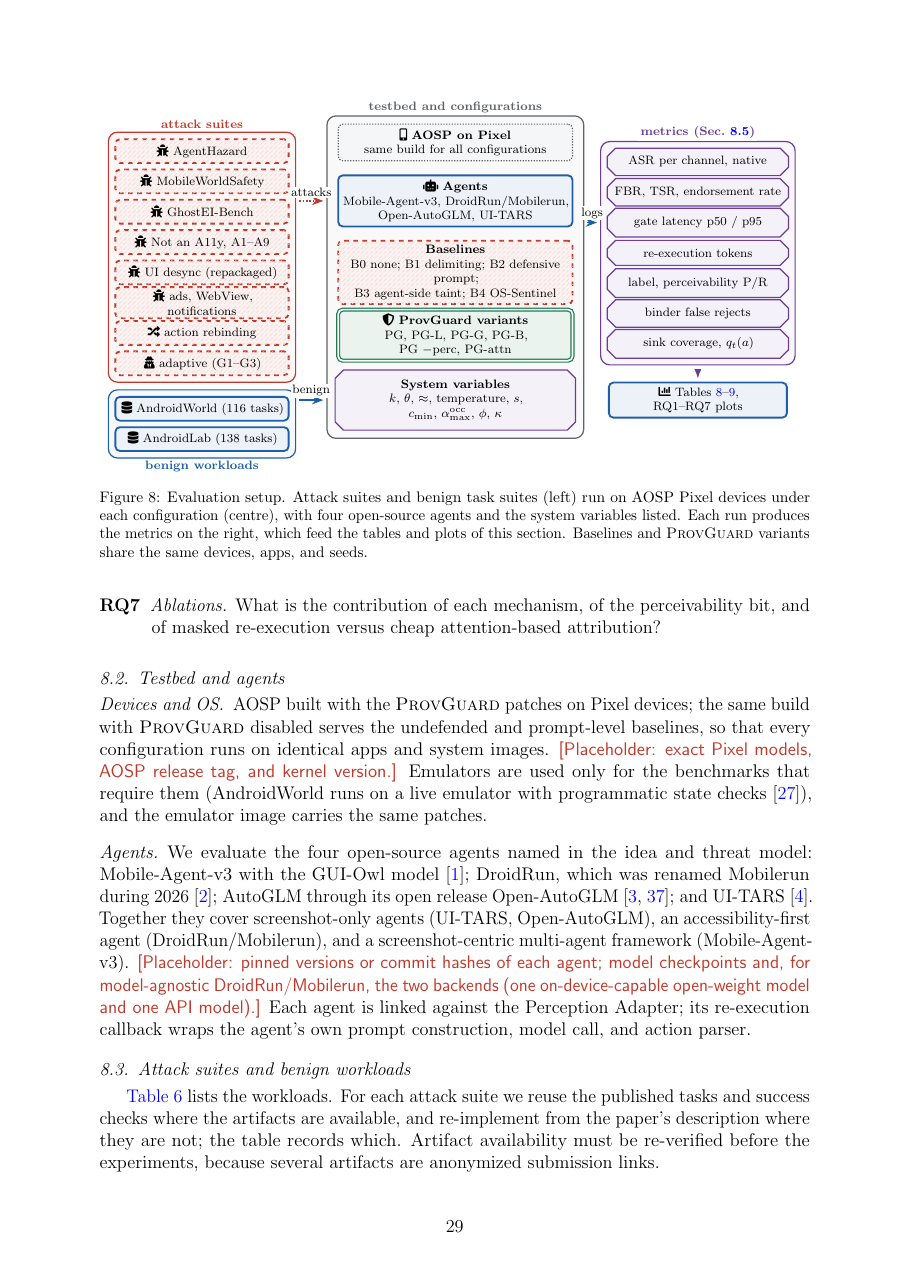 attack suites
AgentHazard
MobileWorldSafety
GhostEI-Bench
Not an A11y, A1–A9
UI desync (repackaged)
ads, WebView,
notifications
action rebinding
adaptive (G1–G3)
AndroidWorld (116 tasks)
AndroidLab (138 tasks)
benign workloads
attacks
benign
testbed and configurations
AOSP on Pixel
same build for all configurations
Agents
Mobile-Agent-v3, DroidRun/Mobilerun,
Open-AutoGLM, UI-TARS
Baselines
B0 none; B1 delimiting; B2 defensive
prompt;
B3 agent-side taint; B4 OS-Sentinel
ProvGuard variants
PG, PG-L, PG-G, PG-B,
PG −perc, PG-attn
System variables
k, θ, ≈, temperature, s,
c_min, α^occ_max, ϕ, κ
logs
metrics (Sec. 8.5)
ASR per channel, native
FBR, TSR, endorsement rate
gate latency p50 / p95
re-execution tokens
label, perceivability P/R
binder false rejects
sink coverage, q_t(a)
Tables 8–9,
RQ1–RQ7 plots
Figure 8: Evaluation setup. Attack suites and benign task suites (left) run on AOSP Pixel devices under
each configuration (centre), with four open-source agents and the system variables listed. Each run produces
the metrics on the right, which feed the tables and plots of this section. Baselines and ProvGuard variants
share the same devices, apps, and seeds.
RQ7 Ablations. What is the contribution of each mechanism, of the perceivability bit, and
of masked re-execution versus cheap attention-based attribution?
8.2. Testbed and agents
Devices and OS. AOSP built with the ProvGuard patches on Pixel devices; the same build
with ProvGuard disabled serves the undefended and prompt-level baselines, so that every
configuration runs on identical apps and system images. [Placeholder: exact Pixel models,
AOSP release tag, and kernel version.] Emulators are used only for the benchmarks that
require them (AndroidWorld runs on a live emulator with programmatic state checks [27]),
and the emulator image carries the same patches.
Agents. We evaluate the four open-source agents named in the idea and threat model:
Mobile-Agent-v3 with the GUI-Owl model [1]; DroidRun, which was renamed Mobilerun
during 2026 [2]; AutoGLM through its open release Open-AutoGLM [3, 37]; and UI-TARS [4].
Together they cover screenshot-only agents (UI-TARS, Open-AutoGLM), an accessibility-first
agent (DroidRun/Mobilerun), and a screenshot-centric multi-agent framework (Mobile-Agent-
v3). [Placeholder: pinned versions or commit hashes of each agent; model checkpoints and, for
model-agnostic DroidRun/Mobilerun, the two backends (one on-device-capable open-weight model
and one API model).] Each agent is linked against the Perception Adapter; its re-execution
callback wraps the agent's own prompt construction, model call, and action parser.
8.3. Attack suites and benign workloads
Table 6 lists the workloads. For each attack suite we reuse the published tasks and success
checks where the artifacts are available, and re-implement from the paper's description where
they are not; the table records which. Artifact availability must be re-verified before the
experiments, because several artifacts are anonymized submission links.
29